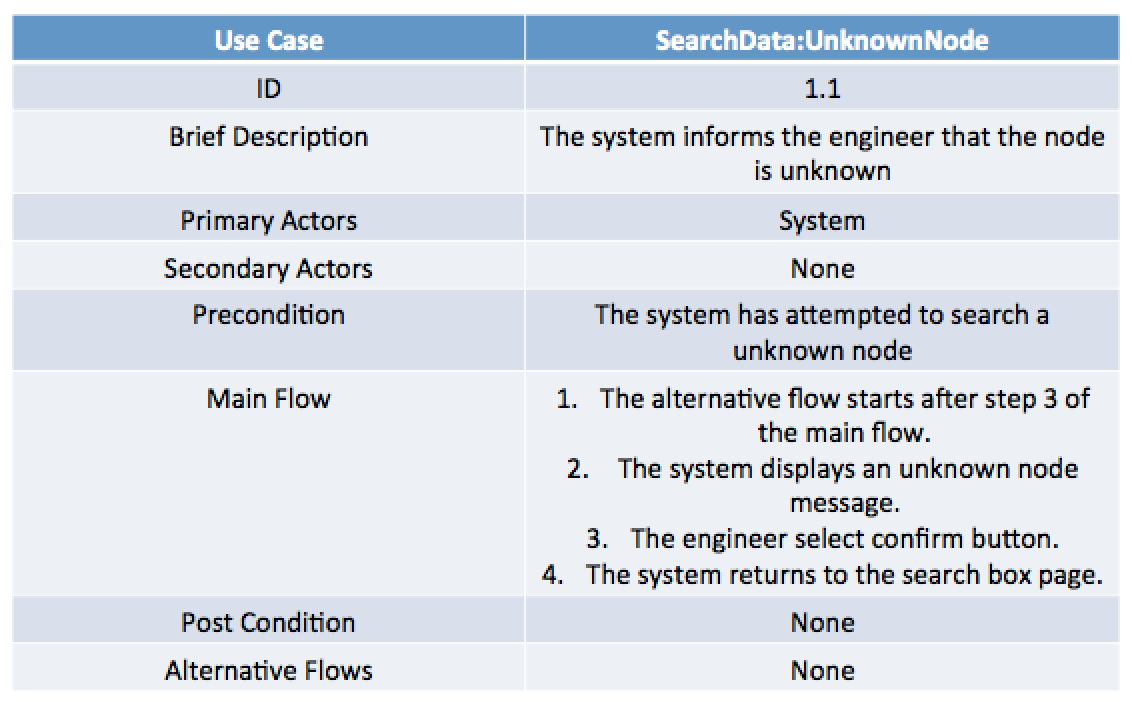 Use Case
SearchData:UnknownNode
ID
1.1
Brief Description
The system informs the engineer that the node
is unknown
Primary Actors
System
Secondary Actors
None
Precondition
The system has attempted to search a
unknown node
Main Flow
1. The alternative flow starts after step 3 of
the main flow.
2. The system displays an unknown node
message.
3. The engineer select confirm button.
4. The system returns to the search box page.
Post Condition
None
Alternative Flows
None